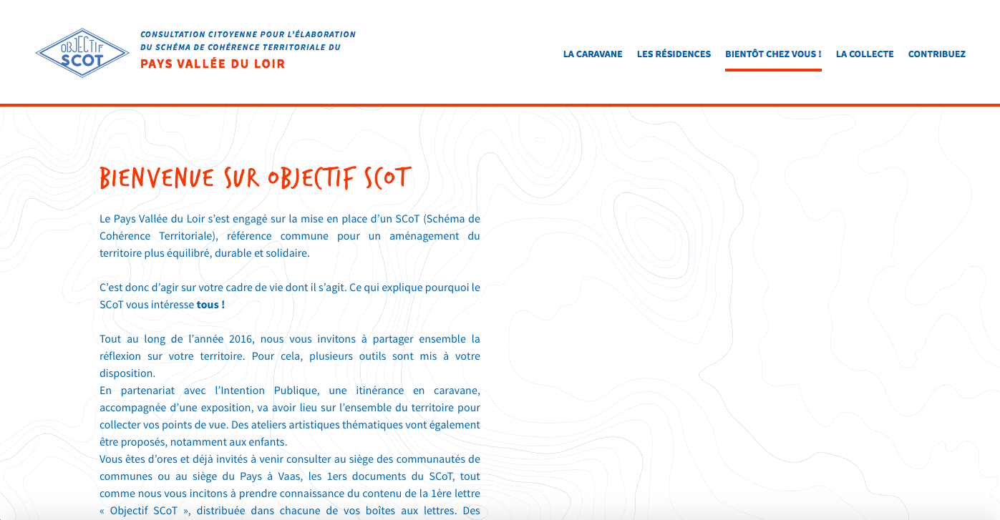 OBJECTIF
SCOT
CONSULTATION CITOYENNE POUR L'ÉLABORATION
DU SCHÉMA DE COHÉRENCE TERRITORIALE DU
PAYS VALLÉE DU LOIR
LA CARAVANE LES RÉSIDENCES BIENTÔT CHEZ VOUS ! LA COLLECTE CONTRIBUEZ
BIENVENUE SUR OBJECTIF SCOT
Le Pays Vallée du Loir s'est engagé sur la mise en place d'un SCoT (Schéma de
Cohérence Territoriale), référence commune pour un aménagement du
territoire plus équilibré, durable et solidaire.
C'est donc d'agir sur votre cadre de vie dont il s'agit. Ce qui explique pourquoi le
SCoT vous intéresse tous !
Tout au long de l'année 2016, nous vous invitons à partager ensemble la
réflexion sur votre territoire. Pour cela, plusieurs outils sont mis à votre
disposition.
En partenariat avec l'Intention Publique, une itinérance en caravane,
accompagnée d'une exposition, va avoir lieu sur l'ensemble du territoire pour
collecter vos points de vue. Des ateliers artistiques thématiques vont également
être proposés, notamment aux enfants.
Vous êtes d'ores et déjà invités à venir consulter au siège des communautés de
communes ou au siège du Pays à Vaas, les 1ers documents du SCoT, tout
comme nous vous incitons à prendre connaissance du contenu de la 1ère lettre
« Objectif SCoT », distribuée dans chacune de vos boîtes aux lettres. Des